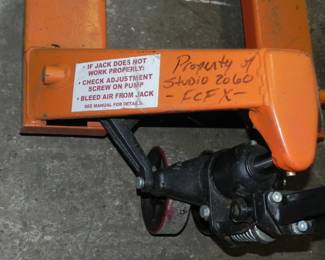 • IF JACK DOES NOT
WORK PROPERLY:
• CHECK ADJUSTMENT
SCREW ON PUMP
• BLEED AIR FROM JACK
SEE MANUAL FOR DETAILS.
Property of
Studio 2060
- FCFX -